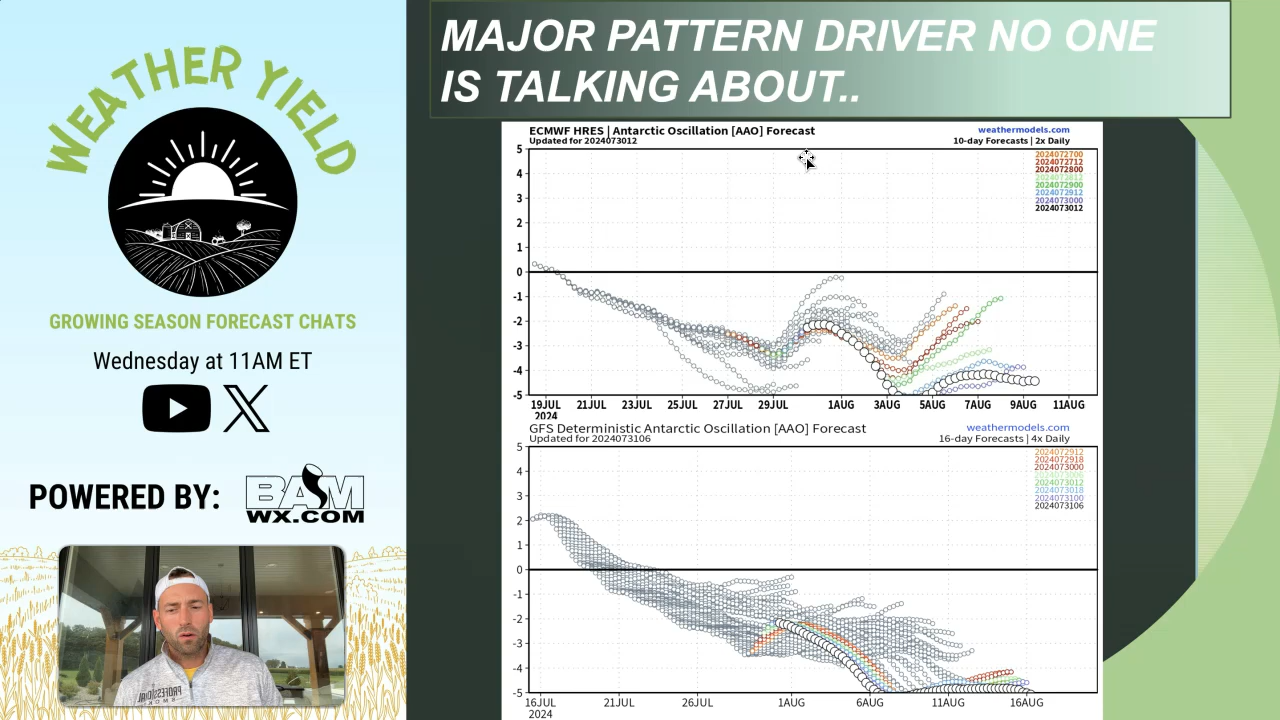 WEATHER YIELD
GROWING SEASON FORECAST CHATS
Wednesday at 11AM ET
POWERED BY:
BAM
WX.COM
MAJOR PATTERN DRIVER NO ONE
IS TALKING ABOUT..
ECMWF HRES | Antarctic Oscillation [AAO] Forecast
weathermodels.com
Updated for 2024073012
10-day Forecasts | 2x Daily
2024072700
2024072712
2024072800
2024072812
2024072900
2024072912
2024073000
2024073012
5
4
3
2
1
0
-1
-2
-3
-4
-5
19JUL 21JUL 23JUL 25JUL 27JUL 29JUL 1AUG 3AUG 5AUG 7AUG 9AUG 11AUG
2024
GFS Deterministic Antarctic Oscillation [AAO] Forecast
weathermodels.com
Updated for 2024073106
16-day Forecasts | 4x Daily
2024072912
2024072918
2024073000
2024073006
2024073012
2024073018
2024073100
2024073106
5
4
3
2
1
0
-1
-2
-3
-4
-5
16JUL 21JUL 26JUL 1AUG 6AUG 11AUG 16AUG
2024